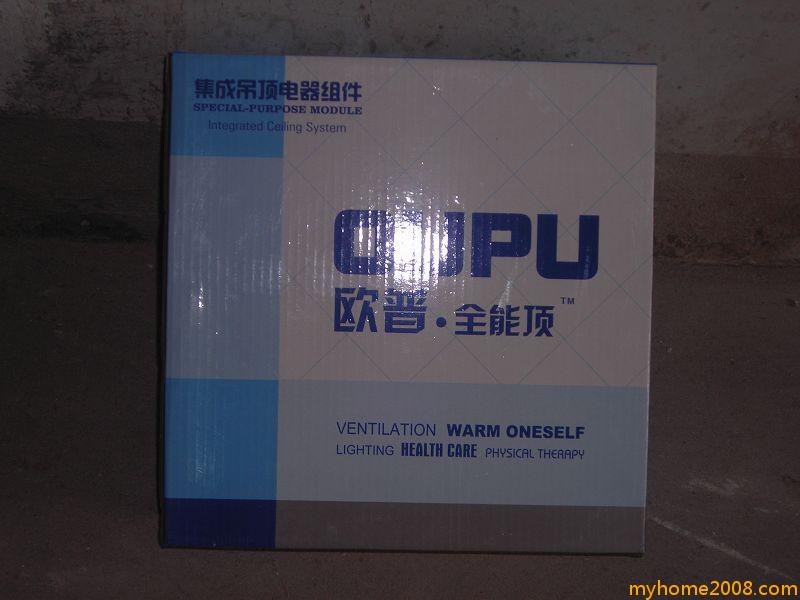 集成吊顶电器组件
SPECIAL-PURPOSE MODULE
Integrated Ceiling System
OUPU
欧普·全能顶™
VENTILATION WARM ONESELF
LIGHTING HEALTH CARE PHYSICAL THERAPY
myhome2008.com